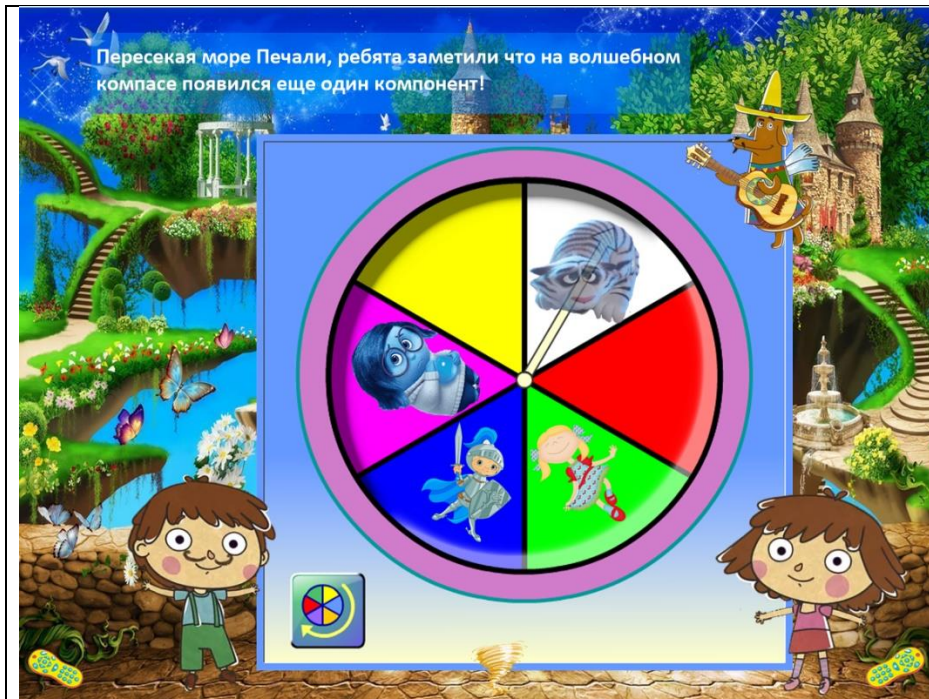 Пересекая море Печали, ребята заметили что на волшебном
компасе появился еще один компонент!